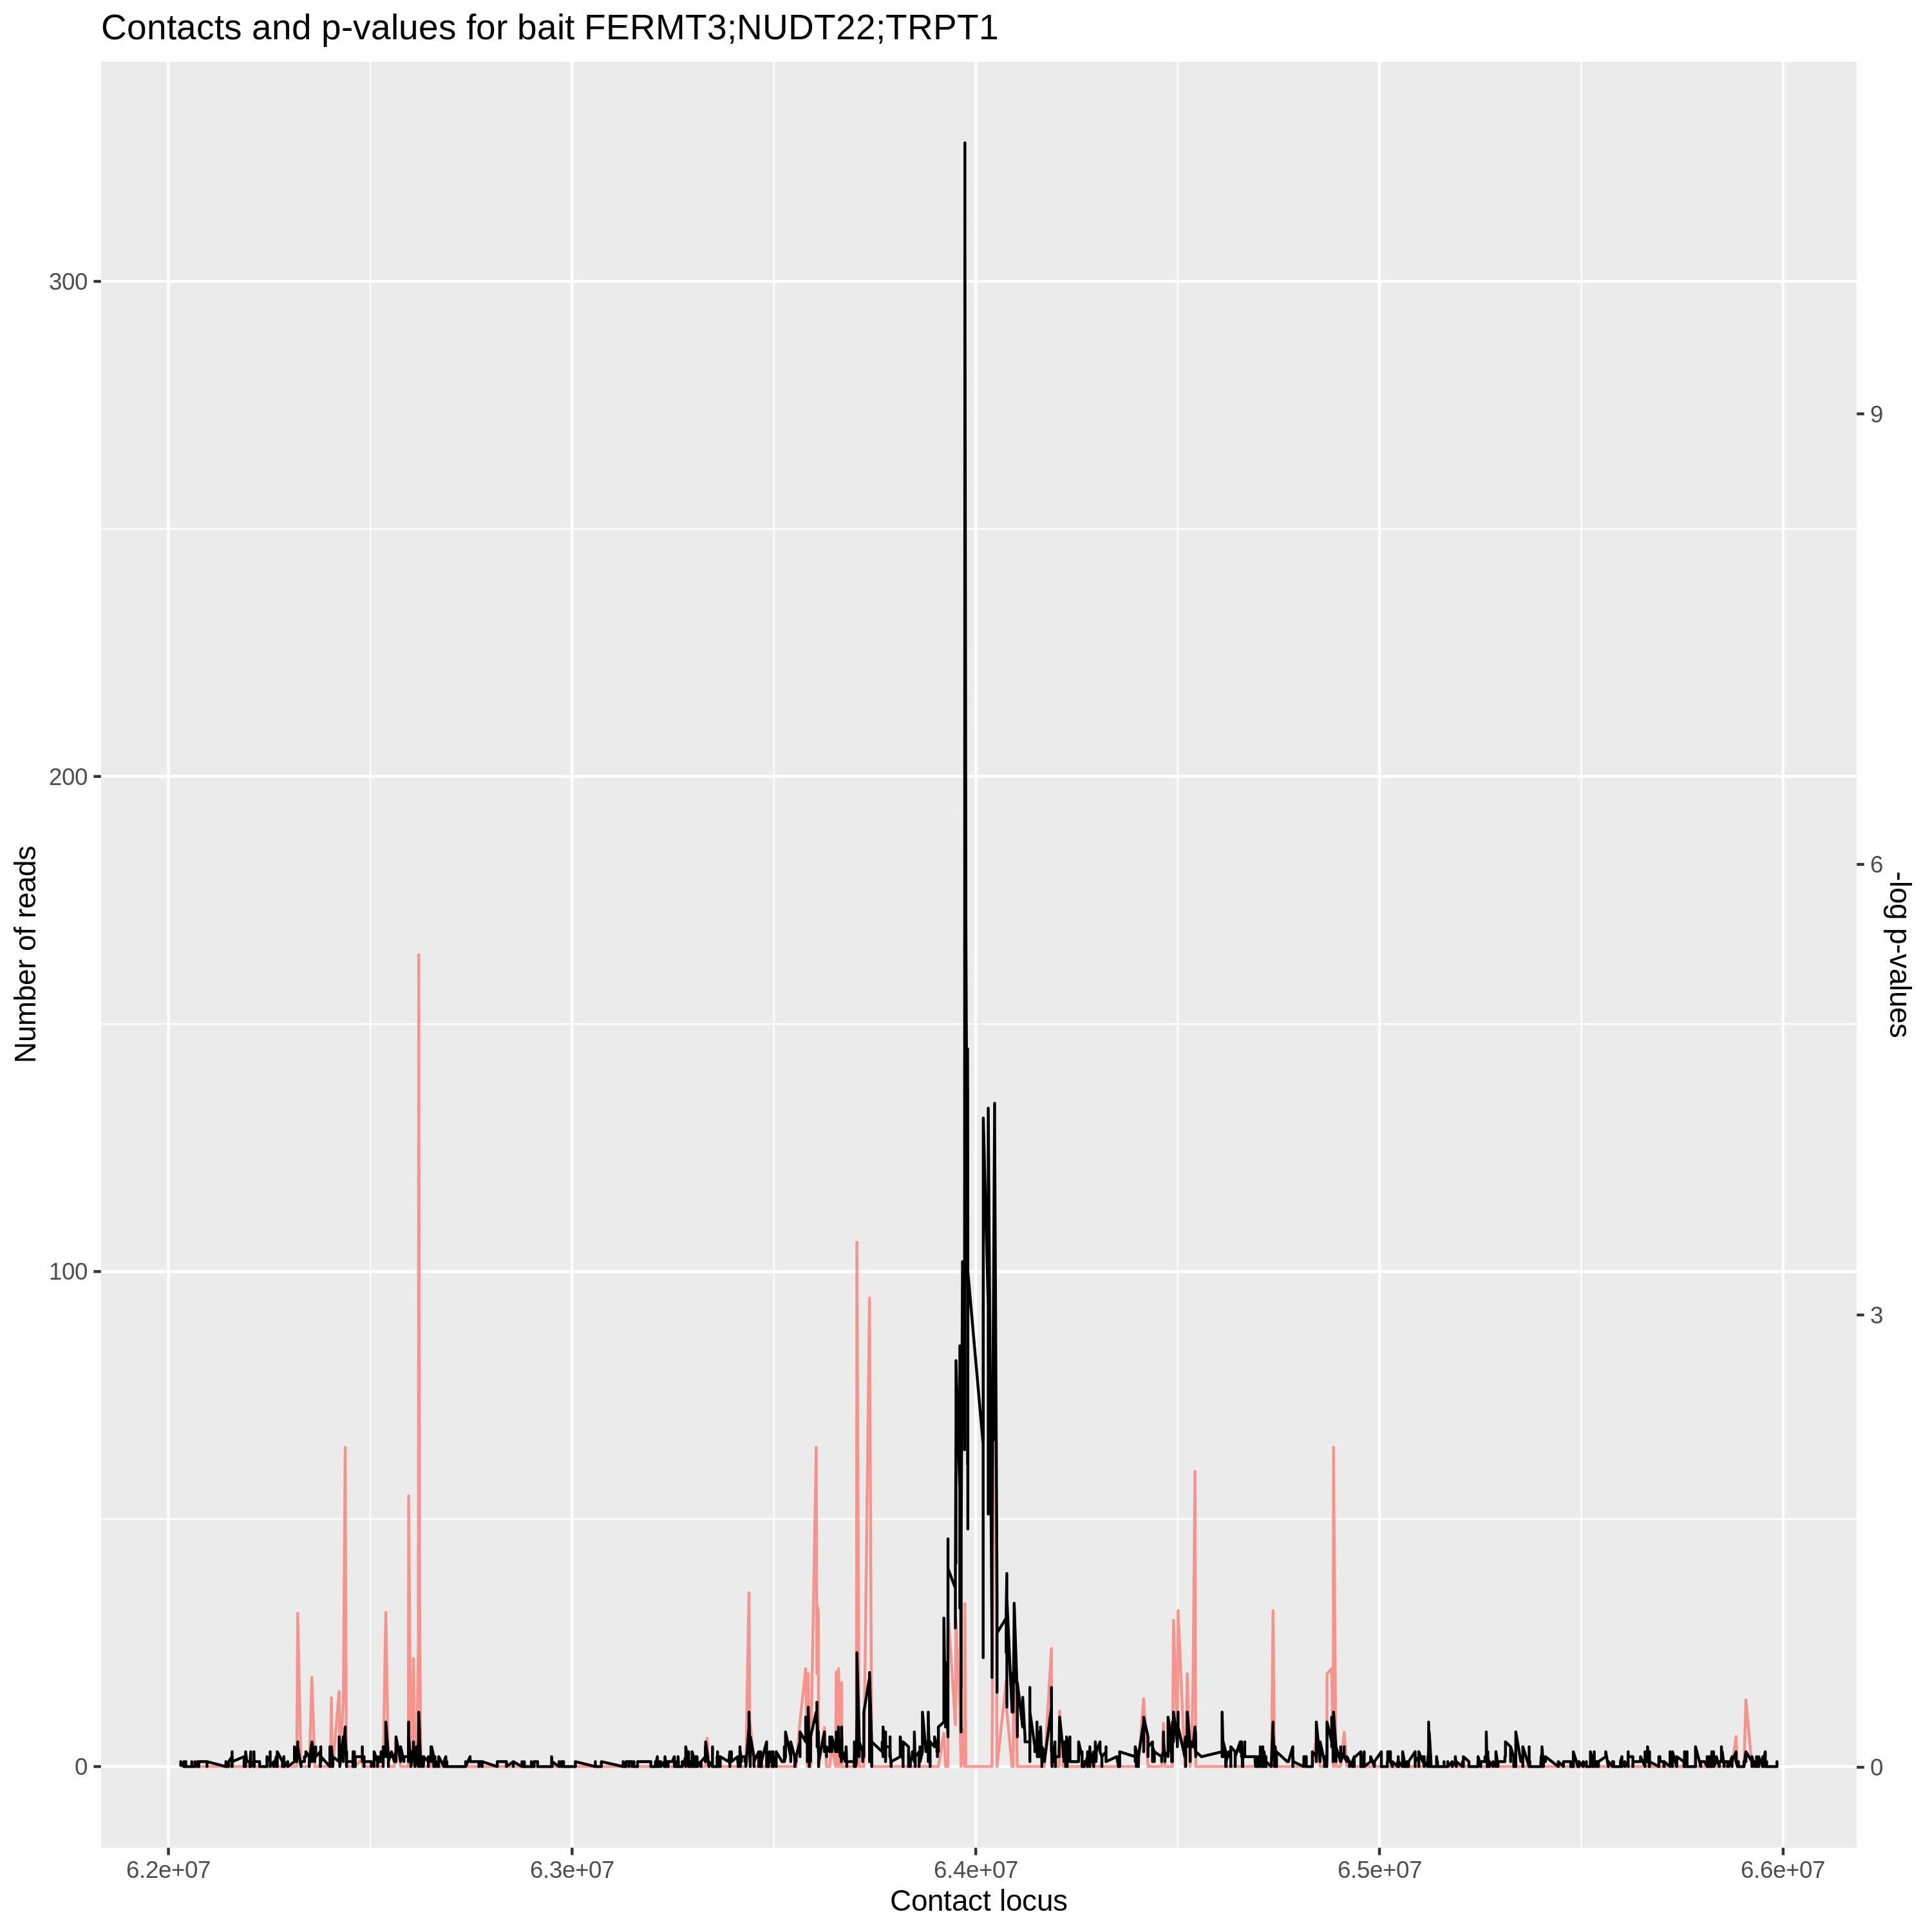 Contacts and p-values for bait FERMT3;NUDT22;TRPT1
300
200
100
0
Number of reads
9
6
3
0
-log p-values
6.2e+07 6.3e+07 6.4e+07 6.5e+07 6.6e+07
Contact locus